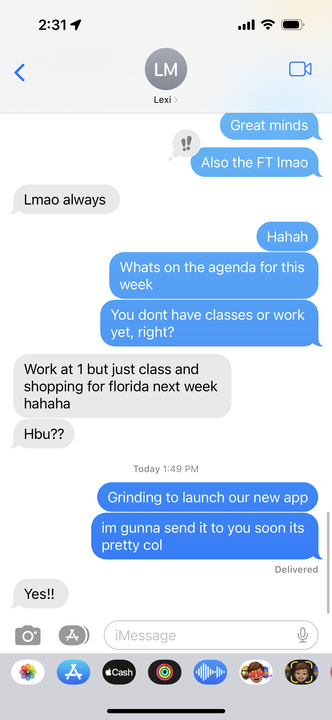 2:31
LM
Lexi
Great minds
Also the FT lmao
Lmao always
Hahah
Whats on the agenda for this
week
You dont have classes or work
yet, right?
Work at 1 but just class and
shopping for florida next week
hahaha
Hbu??
Today 1:49 PM
Grinding to launch our new app
im gunna send it to you soon its
pretty col
Delivered
Yes!!
iMessage
Cash